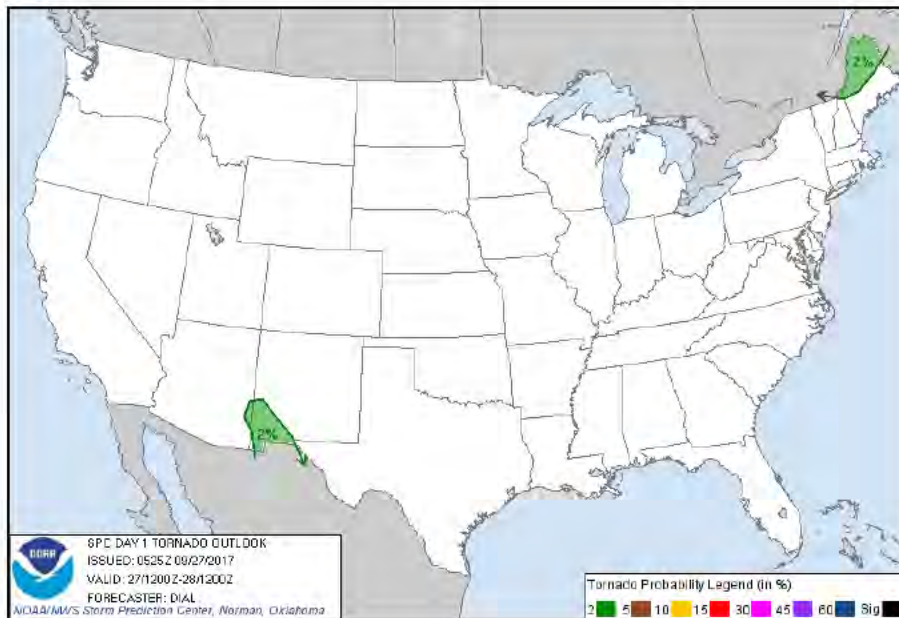 2%
2%
NOAA
SPC DAY 1 TORNADO OUTLOOK
ISSUED: 0525Z 09/27/2017
VALID: 27/1200Z-28/1200Z
FORECASTER: DIAL
NOAA/NWS Storm Prediction Center, Norman, Oklahoma
Tornado Probability Legend (in %)
2 5 10 15 30 45 60 Sig